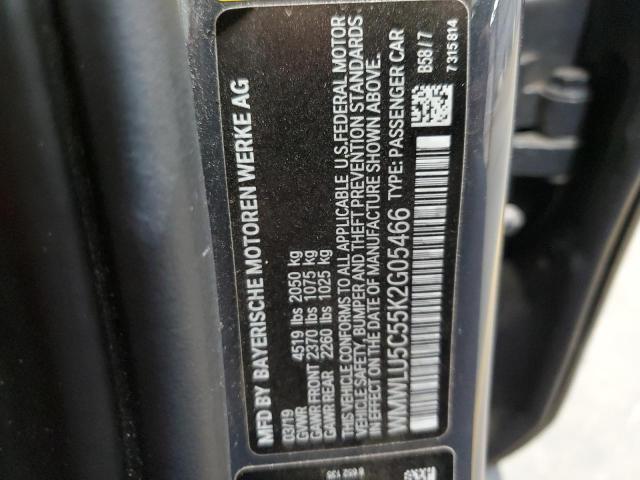 MFD BY BAYERISCHE MOTOREN WERKE AG
03/19
GVWR 4519 lbs 2050 kg
GAWR FRONT 2370 lbs 1075 kg
GAWR REAR 2260 lbs 1025 kg
THIS VEHICLE CONFORMS TO ALL APPLICABLE U.S.FEDERAL MOTOR
VEHICLE SAFETY, BUMPER AND THEFT PREVENTION STANDARDS
IN EFFECT ON THE DATE OF MANUFACTURE SHOWN ABOVE.
WMWLU5C55K2G05466 TYPE: PASSENGER CAR
B58/7
7 315 814
8 652 135